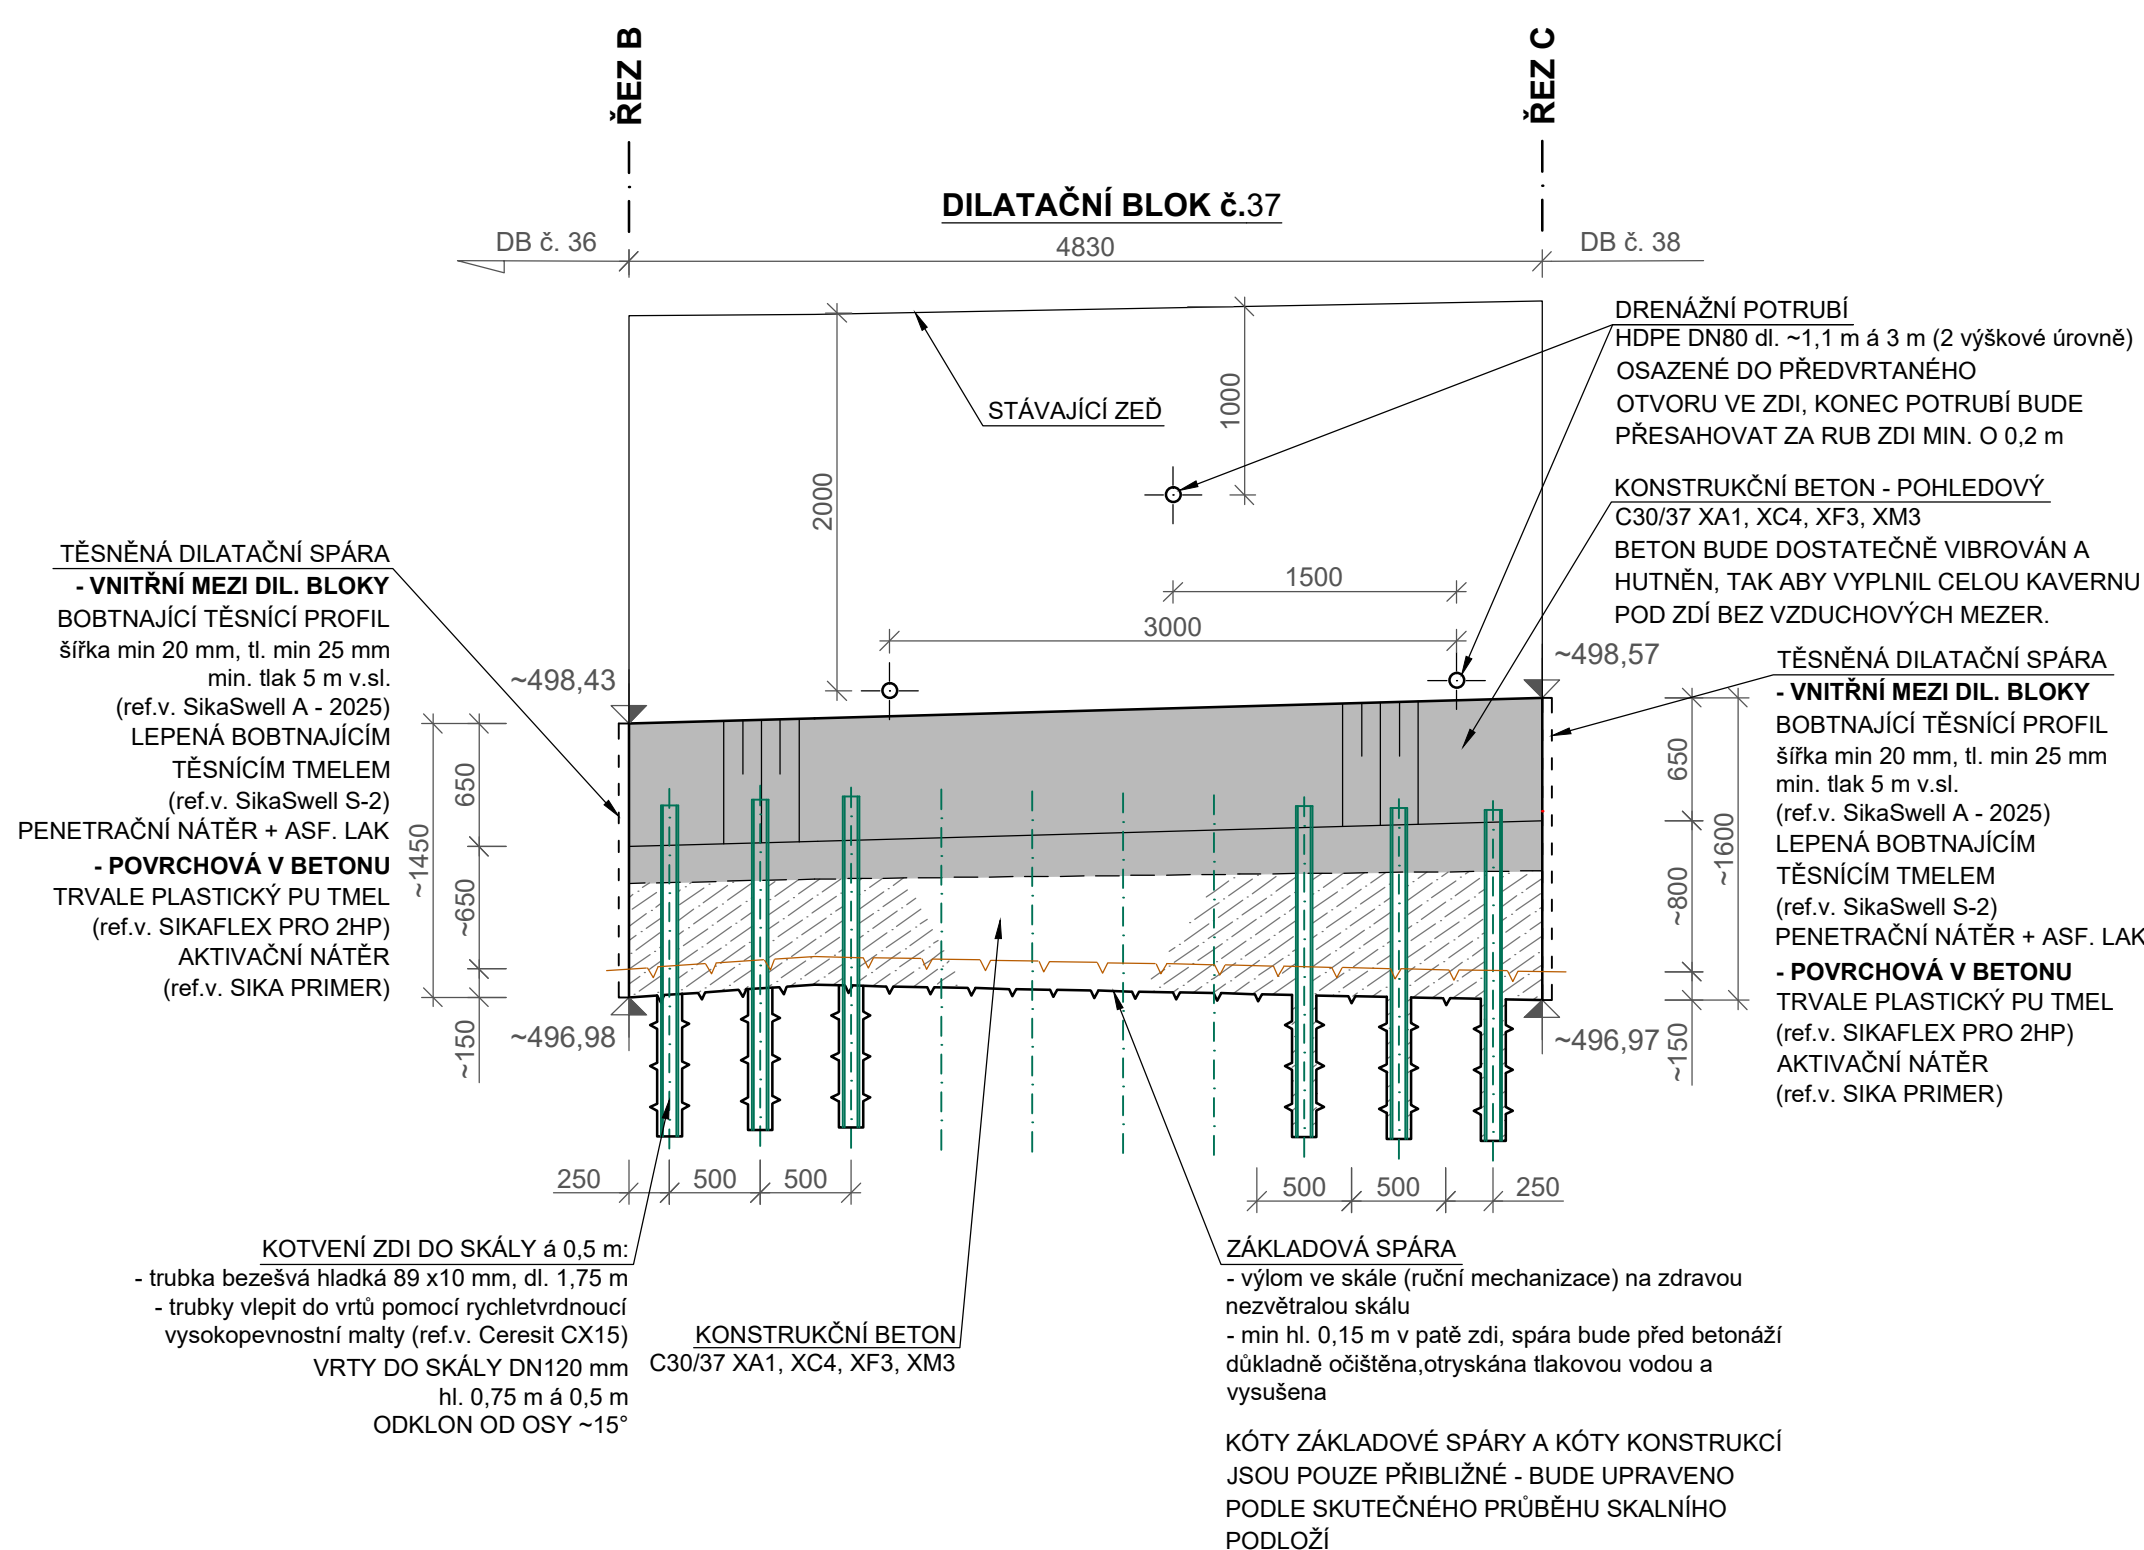 ŘEZ B
ŘEZ C
DILATAČNÍ BLOK č.37
DB č. 36
4830
DB č. 38
DRENÁŽNÍ POTRUBÍ
HDPE DN80 dl. ~1,1 m á 3 m (2 výškové úrovně)
OSAZENÉ DO PŘEDVRTANÉHO
OTVORU VE ZDI, KONEC POTRUBÍ BUDE
PŘESAHOVAT ZA RUB ZDI MIN. O 0,2 m
STÁVAJÍCÍ ZEĎ
1000
2000
1500
3000
KONSTRUKČNÍ BETON - POHLEDOVÝ
C30/37 XA1, XC4, XF3, XM3
BETON BUDE DOSTATEČNĚ VIBROVÁN A
HUTNĚN, TAK ABY VYPLNIL CELOU KAVERNU
POD ZDÍ BEZ VZDUCHOVÝCH MEZER.
TĚSNĚNÁ DILATAČNÍ SPÁRA
- VNITŘNÍ MEZI DIL. BLOKY
BOBTNAJÍCÍ TĚSNÍCÍ PROFIL
šířka min 20 mm, tl. min 25 mm
min. tlak 5 m v.sl.
(ref.v. SikaSwell A - 2025)
LEPENÁ BOBTNAJÍCÍM
TĚSNÍCÍM TMELEM
(ref.v. SikaSwell S-2)
PENETRAČNÍ NÁTĚR + ASF. LAK
- POVRCHOVÁ V BETONU
TRVALE PLASTICKÝ PU TMEL
(ref.v. SIKAFLEX PRO 2HP)
AKTIVAČNÍ NÁTĚR
(ref.v. SIKA PRIMER)
~498,43
~1450
650
~650
~150
~496,98
~498,57
650
~800
~1600
~150
~496,97
TĚSNĚNÁ DILATAČNÍ SPÁRA
- VNITŘNÍ MEZI DIL. BLOKY
BOBTNAJÍCÍ TĚSNÍCÍ PROFIL
šířka min 20 mm, tl. min 25 mm
min. tlak 5 m v.sl.
(ref.v. SikaSwell A - 2025)
LEPENÁ BOBTNAJÍCÍM
TĚSNÍCÍM TMELEM
(ref.v. SikaSwell S-2)
PENETRAČNÍ NÁTĚR + ASF. LAK
- POVRCHOVÁ V BETONU
TRVALE PLASTICKÝ PU TMEL
(ref.v. SIKAFLEX PRO 2HP)
AKTIVAČNÍ NÁTĚR
(ref.v. SIKA PRIMER)
250
500
500
500
500
250
KOTVENÍ ZDI DO SKÁLY á 0,5 m:
- trubka bezešvá hladká 89 x10 mm, dl. 1,75 m
- trubky vlepit do vrtů pomocí rychletvrdnoucí
vysokopevnostní malty (ref.v. Ceresit CX15)
VRTY DO SKÁLY DN120 mm
hl. 0,75 m á 0,5 m
ODKLON OD OSY ~15°
KONSTRUKČNÍ BETON
C30/37 XA1, XC4, XF3, XM3
ZÁKLADOVÁ SPÁRA
- výlom ve skále (ruční mechanizace) na zdravou
nezvětralou skálu
- min hl. 0,15 m v patě zdi, spára bude před betonáží
důkladně očištěna,otryskána tlakovou vodou a
vysušena
KÓTY ZÁKLADOVÉ SPÁRY A KÓTY KONSTRUKCÍ
JSOU POUZE PŘIBLIŽNÉ - BUDE UPRAVENO
PODLE SKUTEČNÉHO PRŮBĚHU SKALNÍHO
PODLOŽÍ